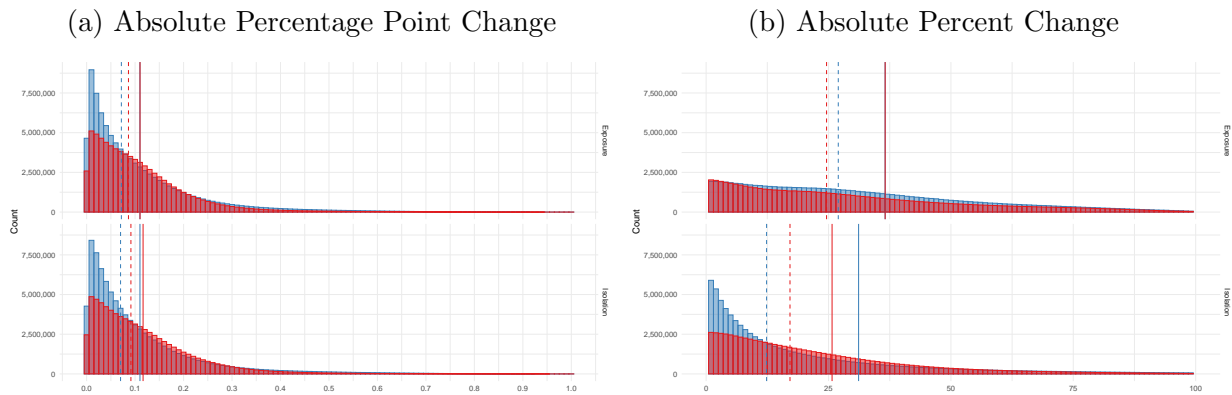 (a) Absolute Percentage Point Change
(b) Absolute Percent Change
Count
7,500,000
5,000,000
2,500,000
0
Exposure
7,500,000
5,000,000
2,500,000
0
Isolation
0.0 0.1 0.2 0.3 0.4 0.5 0.6 0.7 0.8 0.9 1.0
Count
7,500,000
5,000,000
2,500,000
0
Exposure
7,500,000
5,000,000
2,500,000
0
Isolation
0 25 50 75 100